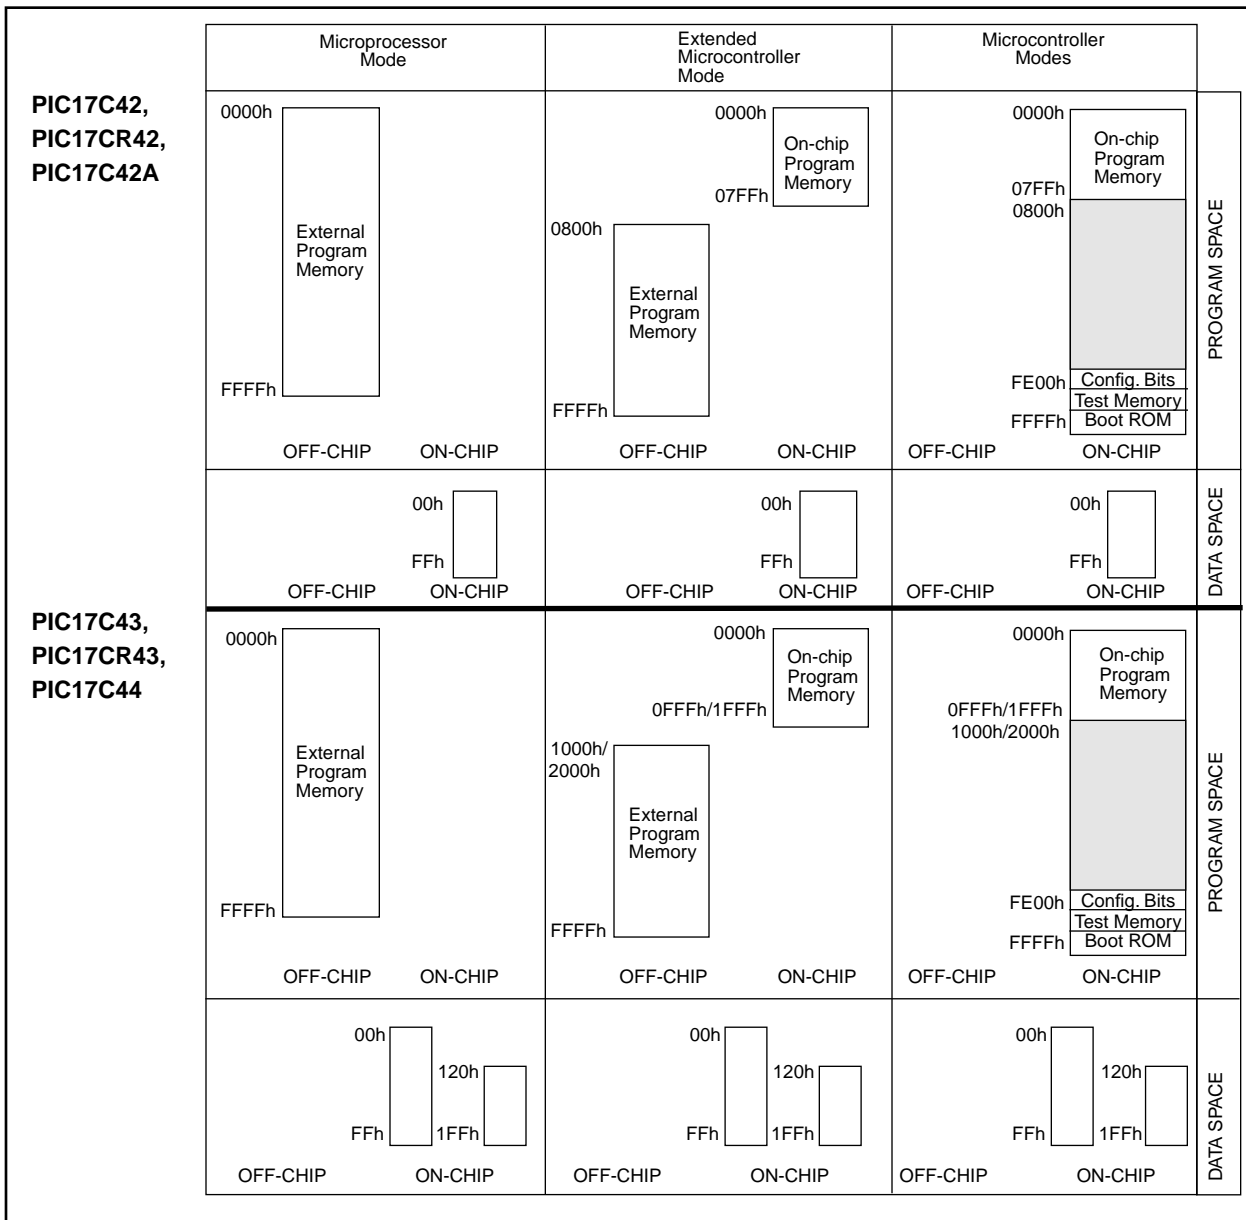 Microprocessor
Mode
Extended
Microcontroller
Mode
Microcontroller
Modes
PIC17C42,
PIC17CR42,
PIC17C42A
0000h
External
Program
Memory
FFFFh
OFF-CHIP ON-CHIP
0000h
On-chip
Program
Memory
07FFh
0800h
External
Program
Memory
FFFFh
OFF-CHIP ON-CHIP
0000h
On-chip
Program
Memory
07FFh
0800h
FE00h Config. Bits
Test Memory
FFFFh Boot ROM
OFF-CHIP ON-CHIP
PROGRAM SPACE
00h
FFh
OFF-CHIP ON-CHIP
00h
FFh
OFF-CHIP ON-CHIP
00h
FFh
OFF-CHIP ON-CHIP
DATA SPACE
PIC17C43,
PIC17CR43,
PIC17C44
0000h
External
Program
Memory
FFFFh
OFF-CHIP ON-CHIP
0000h
On-chip
Program
Memory
0FFFh/1FFFh
1000h/
2000h
External
Program
Memory
FFFFh
OFF-CHIP ON-CHIP
0000h
On-chip
Program
Memory
0FFFh/1FFFh
1000h/2000h
FE00h Config. Bits
Test Memory
FFFFh Boot ROM
OFF-CHIP ON-CHIP
PROGRAM SPACE
00h
120h
FFh 1FFh
OFF-CHIP ON-CHIP
00h
120h
FFh 1FFh
OFF-CHIP ON-CHIP
00h
120h
FFh 1FFh
OFF-CHIP ON-CHIP
DATA SPACE